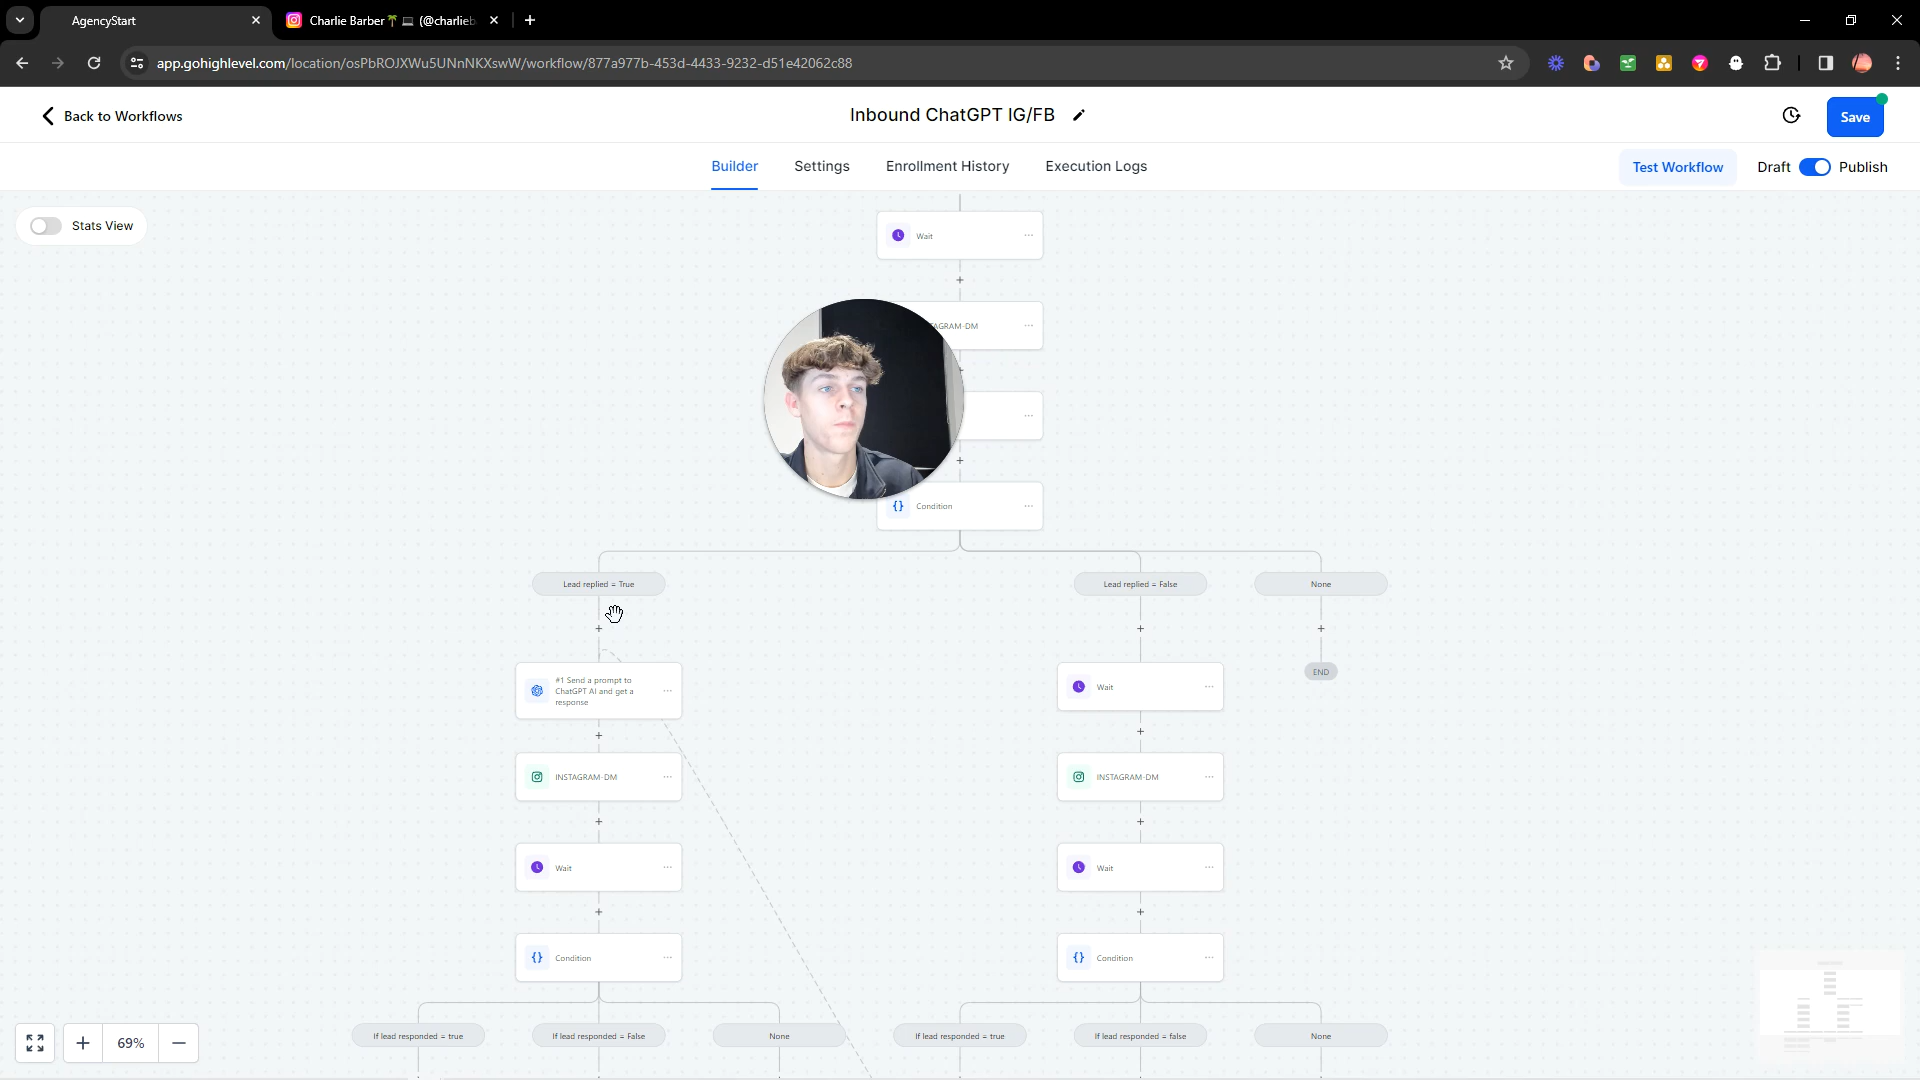 AgencyStart
Charlie Barber🌴💻 (@charlieb
app.gohighlevel.com/location/osPbROJXWu5UNnNKXswW/workflow/877a977b-453d-4433-9232-d51e42062c88
Back to Workflows
Inbound ChatGPT IG/FB
Save
Builder
Settings
Enrollment History
Execution Logs
Test Workflow
Draft
Publish
Stats View
Wait
TAGRAM-DM
Condition
Lead replied = True
Lead replied = False
None
#1 Send a prompt to
ChatGPT AI and get a
response
Wait
END
INSTAGRAM-DM
INSTAGRAM-DM
Wait
Wait
Condition
Condition
If lead responded = true
If lead responded = False
None
If lead responded = true
If lead responded = false
None
69%